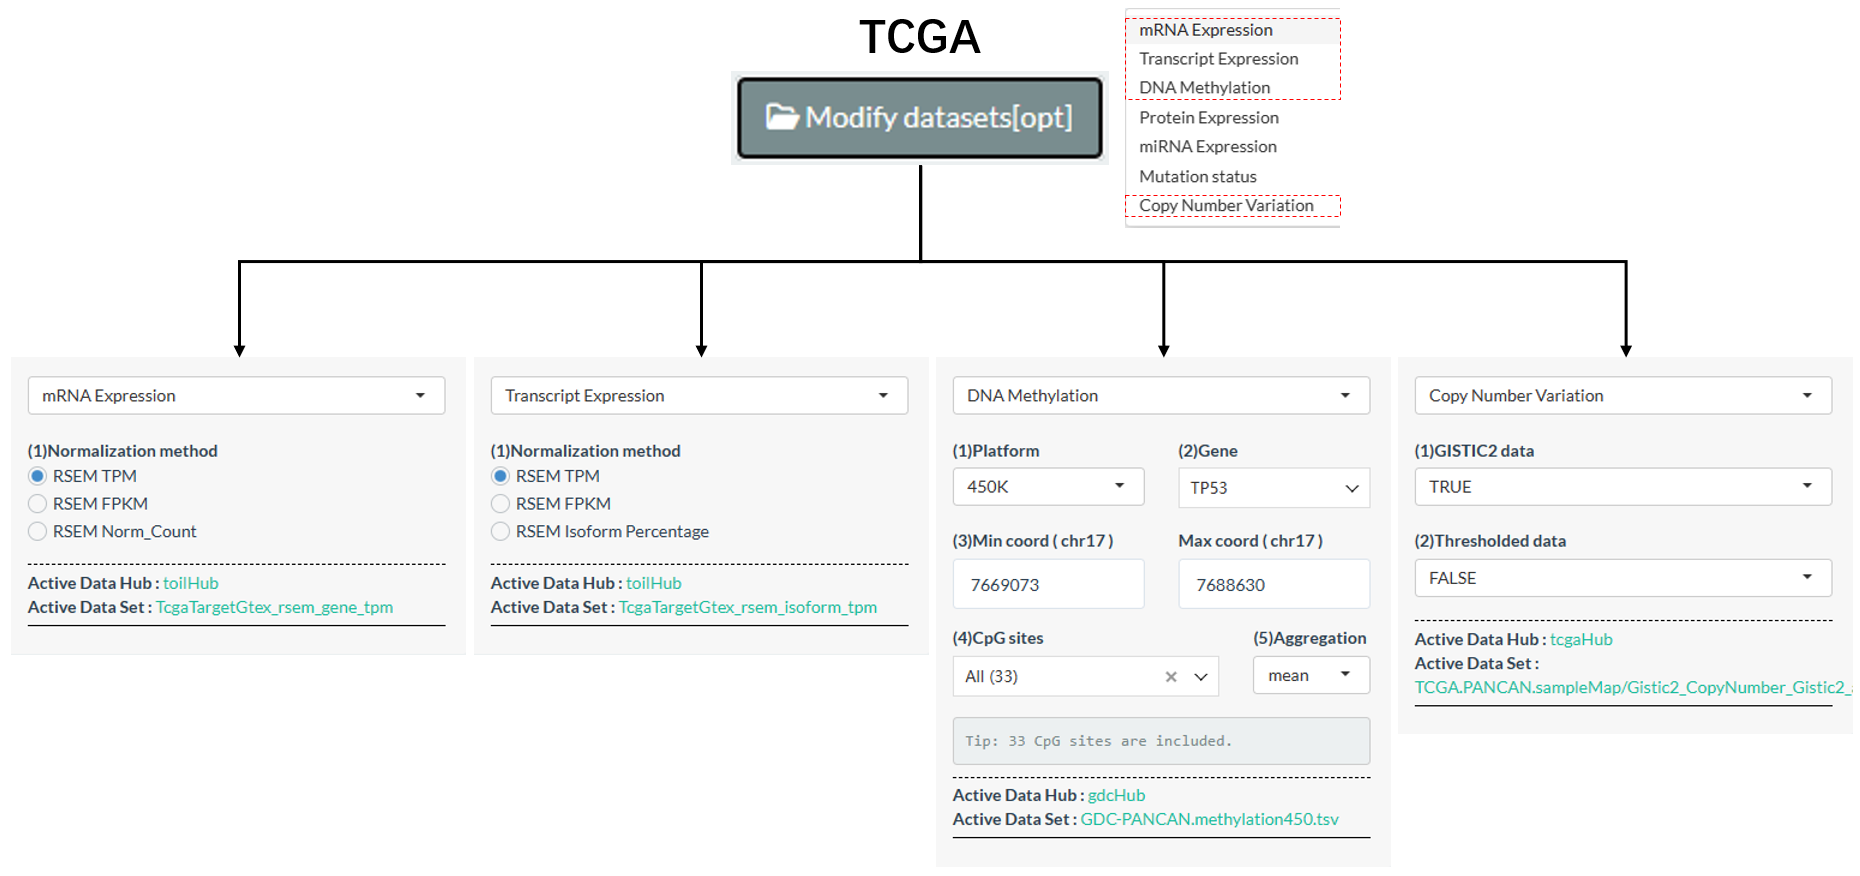 TCGA
Modify datasets[opt]
mRNA Expression
Transcript Expression
DNA Methylation
Protein Expression
miRNA Expression
Mutation status
Copy Number Variation
mRNA Expression
(1)Normalization method
RSEM TPM
RSEM FPKM
RSEM Norm_Count
Active Data Hub : toilHub
Active Data Set : TcgaTargetGtex_rsem_gene_tpm
Transcript Expression
(1)Normalization method
RSEM TPM
RSEM FPKM
RSEM Isoform Percentage
Active Data Hub : toilHub
Active Data Set : TcgaTargetGtex_rsem_isoform_tpm
DNA Methylation
(1)Platform (2)Gene
450K TP53
(3)Min coord ( chr17 ) Max coord ( chr17 )
7669073 7688630
(4)CpG sites (5)Aggregation
All (33) × mean
Tip: 33 CpG sites are included.
Active Data Hub : gdcHub
Active Data Set : GDC-PANCAN.methylation450.tsv
Copy Number Variation
(1)GISTIC2 data
TRUE
(2)Thresholded data
FALSE
Active Data Hub : tcgaHub
Active Data Set :
TCGA.PANCAN.sampleMap/Gistic2_CopyNumber_Gistic2_